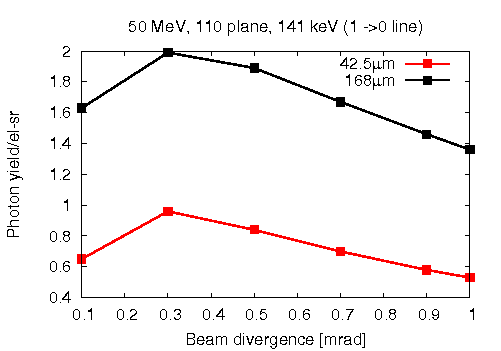 50 MeV, 110 plane, 141 keV (1 ->0 line)
42.5μm
168μm
Photon yield/el-sr
2
1.8
1.6
1.4
1.2
1
0.8
0.6
0.4
0.1 0.2 0.3 0.4 0.5 0.6 0.7 0.8 0.9 1
Beam divergence [mrad]